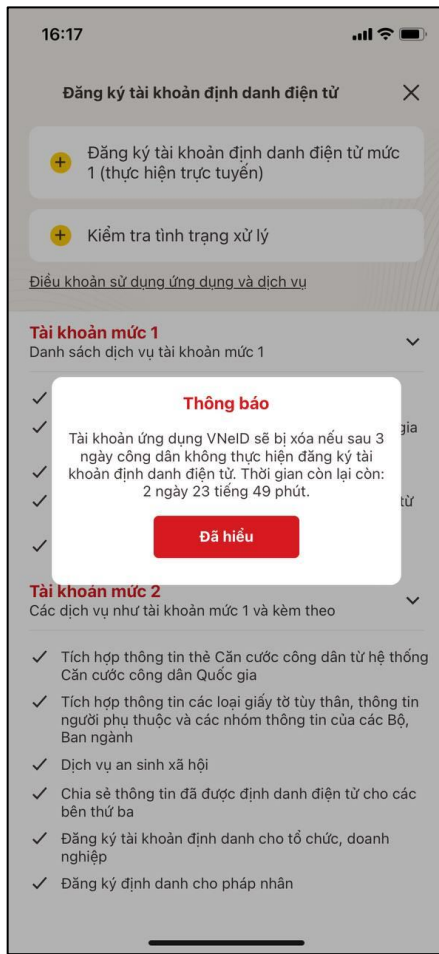 16:17
Đăng ký tài khoản định danh điện tử
Đăng ký tài khoản định danh điện tử mức
1 (thực hiện trực tuyến)
Kiểm tra tình trạng xử lý
Điều khoản sử dụng ứng dụng và dịch vụ
Tài khoản mức 1
Danh sách dịch vụ tài khoản mức 1
gia
từ
Thông báo
Tài khoản ứng dụng VNeID sẽ bị xóa nếu sau 3
ngày công dân không thực hiện đăng ký tài
khoản định danh điện tử. Thời gian còn lại còn:
2 ngày 23 tiếng 49 phút.
Đã hiểu
Tài khoản mức 2
Các dịch vụ như tài khoản mức 1 và kèm theo
Tích hợp thông tin thẻ Căn cước công dân từ hệ thống
Căn cước công dân Quốc gia
Tích hợp thông tin các loại giấy tờ tùy thân, thông tin
người phụ thuộc và các nhóm thông tin của các Bộ,
Ban ngành
Dịch vụ an sinh xã hội
Chia sẻ thông tin đã được định danh điện tử cho các
bên thứ ba
Đăng ký tài khoản định danh cho tổ chức, doanh
nghiệp
Đăng ký định danh cho pháp nhân